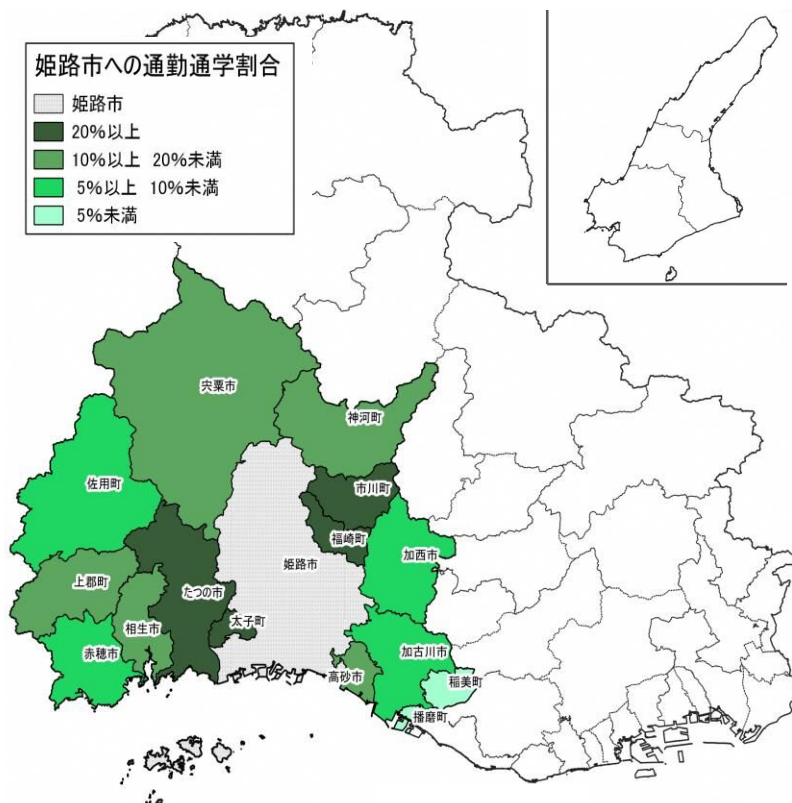 姫路市への通勤通学割合
姫路市
20%以上
10%以上 20%未満
5%以上 10%未満
5%未満
宍粟市
神河町
佐用町
市川町
福崎町
加西市
姫路市
上郡町
たつの市
太子町
相生市
赤穂市
加古川市
高砂市
稲美町
播磨町